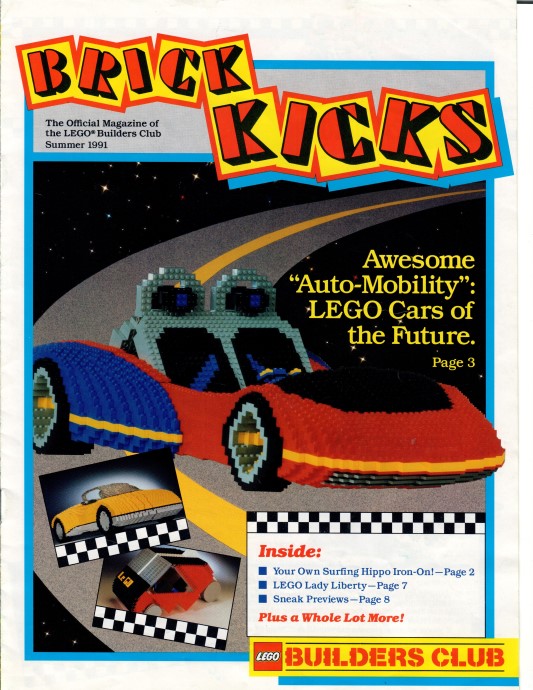 BRICK
KICKS
The Official Magazine of
the LEGO® Builders Club
Summer 1991
Awesome
"Auto-Mobility":
LEGO Cars of
the Future.
Page 3
Inside:
■ Your Own Surfing Hippo Iron-On!—Page 2
■ LEGO Lady Liberty—Page 7
■ Sneak Previews—Page 8
Plus a Whole Lot More!
LEGO BUILDERS CLUB